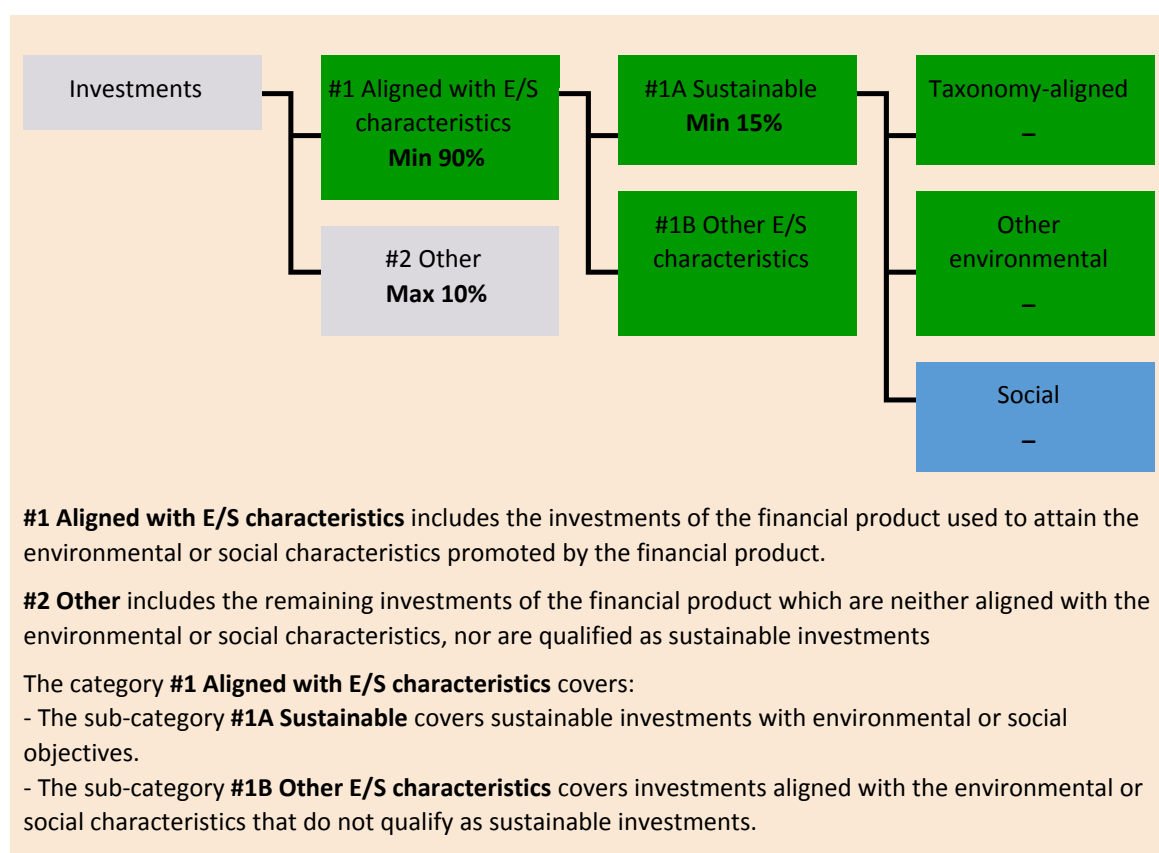 Investments
#1 Aligned with E/S
characteristics
Min 90%
#2 Other
Max 10%
#1A Sustainable
Min 15%
#1B Other E/S
characteristics
Taxonomy-aligned
–
Other
environmental
–
Social
–
#1 Aligned with E/S characteristics includes the investments of the financial product used to attain the
environmental or social characteristics promoted by the financial product.
#2 Other includes the remaining investments of the financial product which are neither aligned with the
environmental or social characteristics, nor are qualified as sustainable investments
The category #1 Aligned with E/S characteristics covers:
- The sub-category #1A Sustainable covers sustainable investments with environmental or social
objectives.
- The sub-category #1B Other E/S characteristics covers investments aligned with the environmental or
social characteristics that do not qualify as sustainable investments.